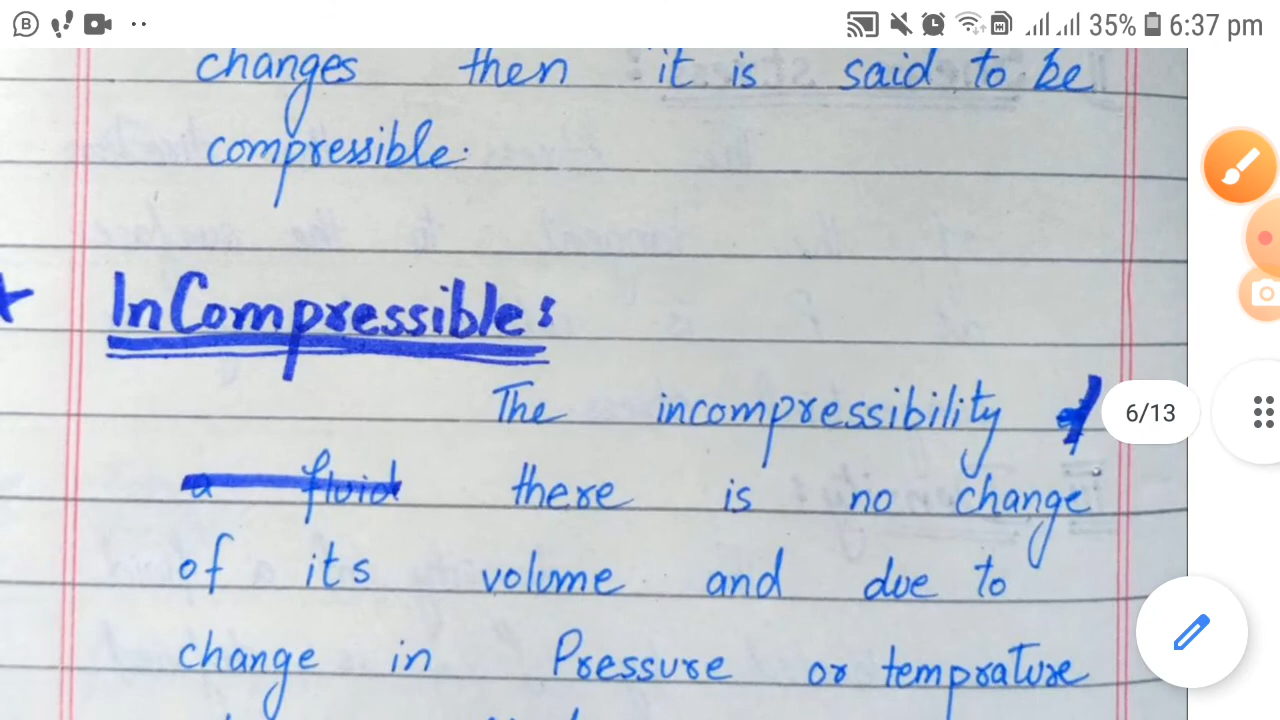 35% 6:37 pm
changes then it is said to be
compressible.
InCompressible:
The incompressibility
a fluid there is no change
of its volume and due to
change in Pressure or temprature
6/13